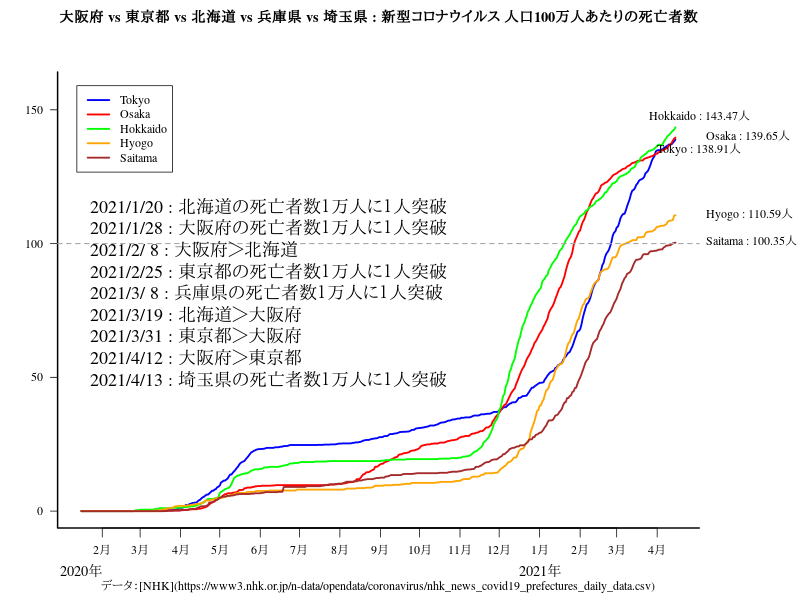 大阪府 vs 東京都 vs 北海道 vs 兵庫県 vs 埼玉県 : 新型コロナウイルス 人口100万人あたりの死亡者数
150
100
50
0
Tokyo
Osaka
Hokkaido
Hyogo
Saitama
Hokkaido : 143.47人
Osaka : 139.65人
Tokyo : 138.91人
Hyogo : 110.59人
Saitama : 100.35人
2021/1/20 : 北海道の死亡者数1万人に1人突破
2021/1/28 : 大阪府の死亡者数1万人に1人突破
2021/2/ 8 : 大阪府＞北海道
2021/2/25 : 東京都の死亡者数1万人に1人突破
2021/3/ 8 : 兵庫県の死亡者数1万人に1人突破
2021/3/19 : 北海道＞大阪府
2021/3/31 : 東京都＞大阪府
2021/4/12 : 大阪府＞東京都
2021/4/13 : 埼玉県の死亡者数1万人に1人突破
2月 3月 4月 5月 6月 7月 8月 9月 10月 11月 12月 1月 2月 3月 4月
2020年 2021年
データ：[NHK](https://www3.nhk.or.jp/n-data/opendata/coronavirus/nhk_news_covid19_prefectures_daily_data.csv)